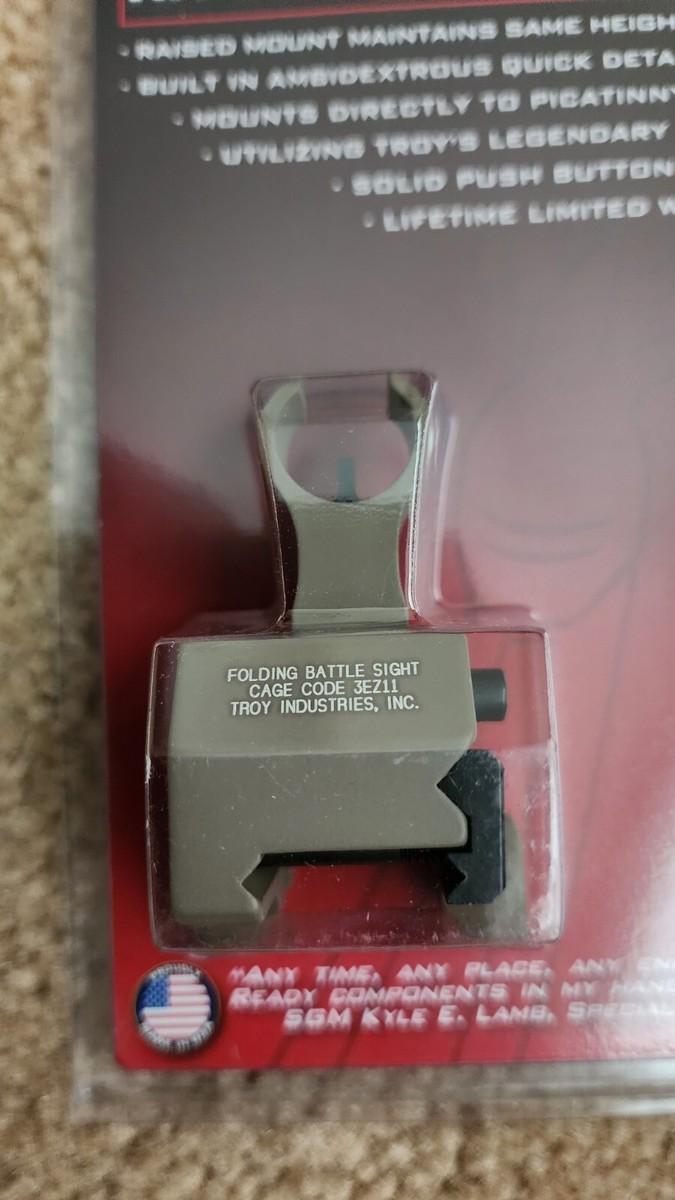 · RAISED MOUNT MAINTAINS SAME HEIGH
· BUILT IN AMBIDEXTROUS QUICK DETA
· MOUNTS DIRECTLY TO PICATINNY
· UTILIZING TROY'S LEGENDARY
· SOLID PUSH BUTTON
· LIFETIME LIMITED W
FOLDING BATTLE SIGHT
CAGE CODE 3EZ11
TROY INDUSTRIES, INC.
"ANY TIME, ANY PLACE, ANY EN
READY COMPONENTS IN MY HAN
SGM KYLE E. LAMB, SPECIAL